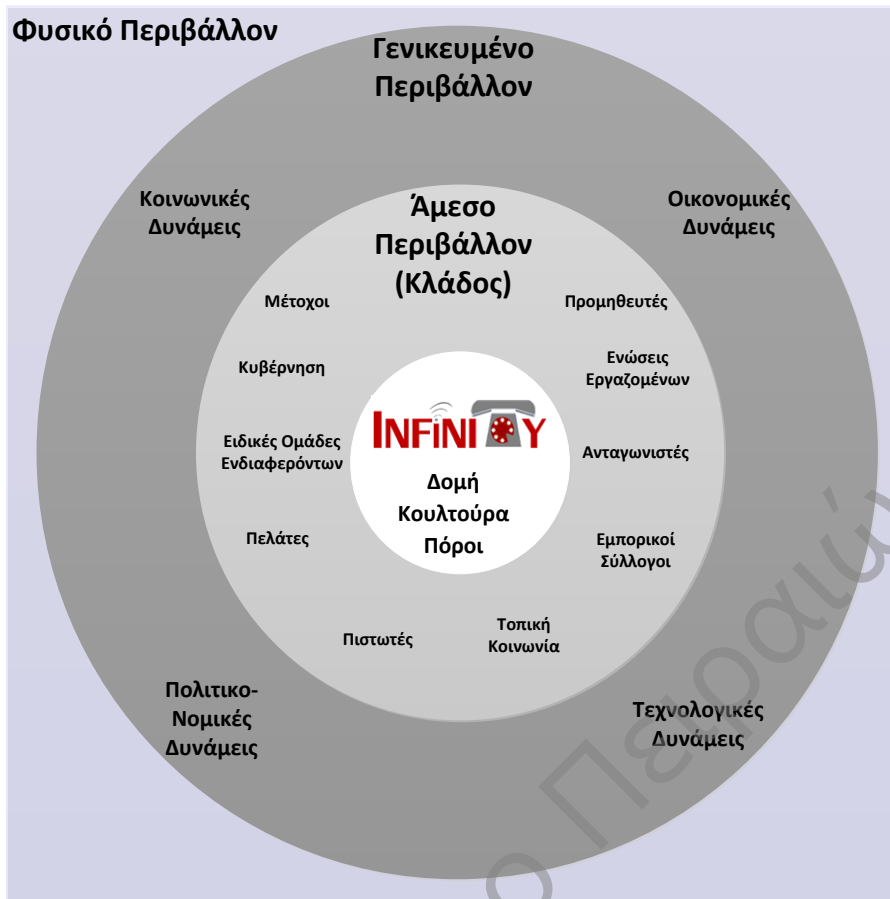 Φυσικό Περιβάλλον
Γενικευμένο
Περιβάλλον
Κοινωνικές
Δυνάμεις
Οικονομικές
Δυνάμεις
Άμεσο
Περιβάλλον
(Κλάδος)
Μέτοχοι
Προμηθευτές
Κυβέρνηση
Ενώσεις
Εργαζομένων
Ειδικές Ομάδες
Ενδιαφερόντων
Ανταγωνιστές
INFINITY
Δομή
Κουλτούρα
Πόροι
Πελάτες
Εμπορικοί
Σύλλογοι
Πιστωτές
Τοπική
Κοινωνία
Πολιτικο-
Νομικές
Δυνάμεις
Τεχνολογικές
Δυνάμεις
ο Πειραιώ